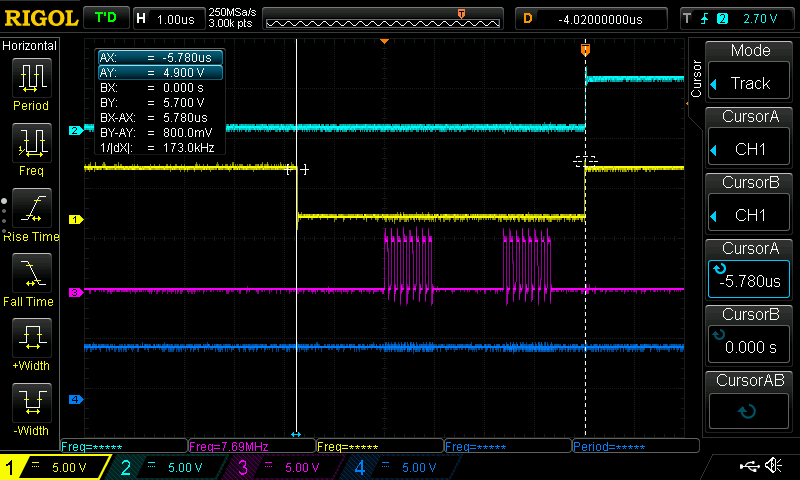 RIGOL T'D H 1.00us 250MSa/s 3.00k pts T D -4.02000000us T 2 2.70 V
Horizontal
Period
Freq
Rise Time
Fall Time
+Width
-Width
AX: = -5.780us
AY: = 4.900 V
BX: = 0.000 s
BY: = 5.700 V
BX-AX: = 5.780us
BY-AY: = 800.0mV
1/|dX|: = 173.0kHz
T
2
1
3
4
Cursor
Mode
Track
CursorA
CH1
CursorB
CH1
CursorA
-5.780us
CursorB
0.000 s
CursorAB
Freq=***** Freq=7.69MHz Freq=***** Freq=***** Period=*****
1 = 5.00 V 2 = 5.00 V 3 = 5.00 V 4 = 5.00 V